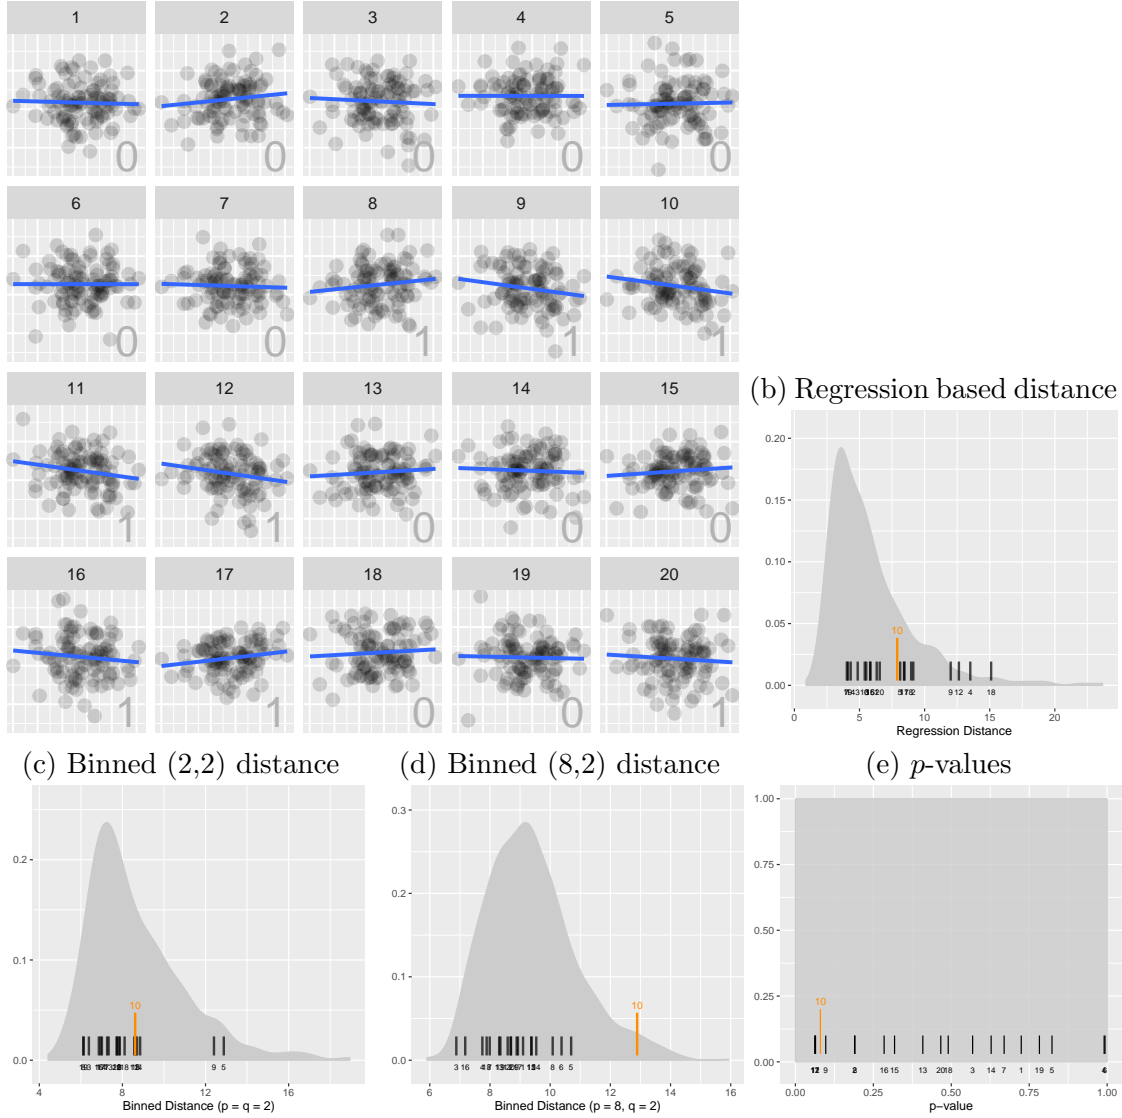 1 2 3 4 5
0 0 0 0 0
6 7 8 9 10
0 0 1 1 1
11 12 13 14 15
1 1 0 0 0
16 17 18 19 20
1 1 0 0 1
(b) Regression based distance
0.20
0.15
0.10
0.05
0.00
10
9 12 4 18
0 5 10 15 20
Regression Distance
(c) Binned (2,2) distance
0.2
0.1
0.0
10
9 5
4 8 12 16
Binned Distance (p = q = 2)
(d) Binned (8,2) distance
0.3
0.2
0.1
0.0
10
3 16
8 6 5
6 8 10 12 14 16
Binned Distance (p = 8, q = 2)
(e) p-values
1.00
0.75
0.50
0.25
0.00
10
9 16 15 13 20 18 3 14 7 1 19 5
0.00 0.25 0.50 0.75 1.00
p-value